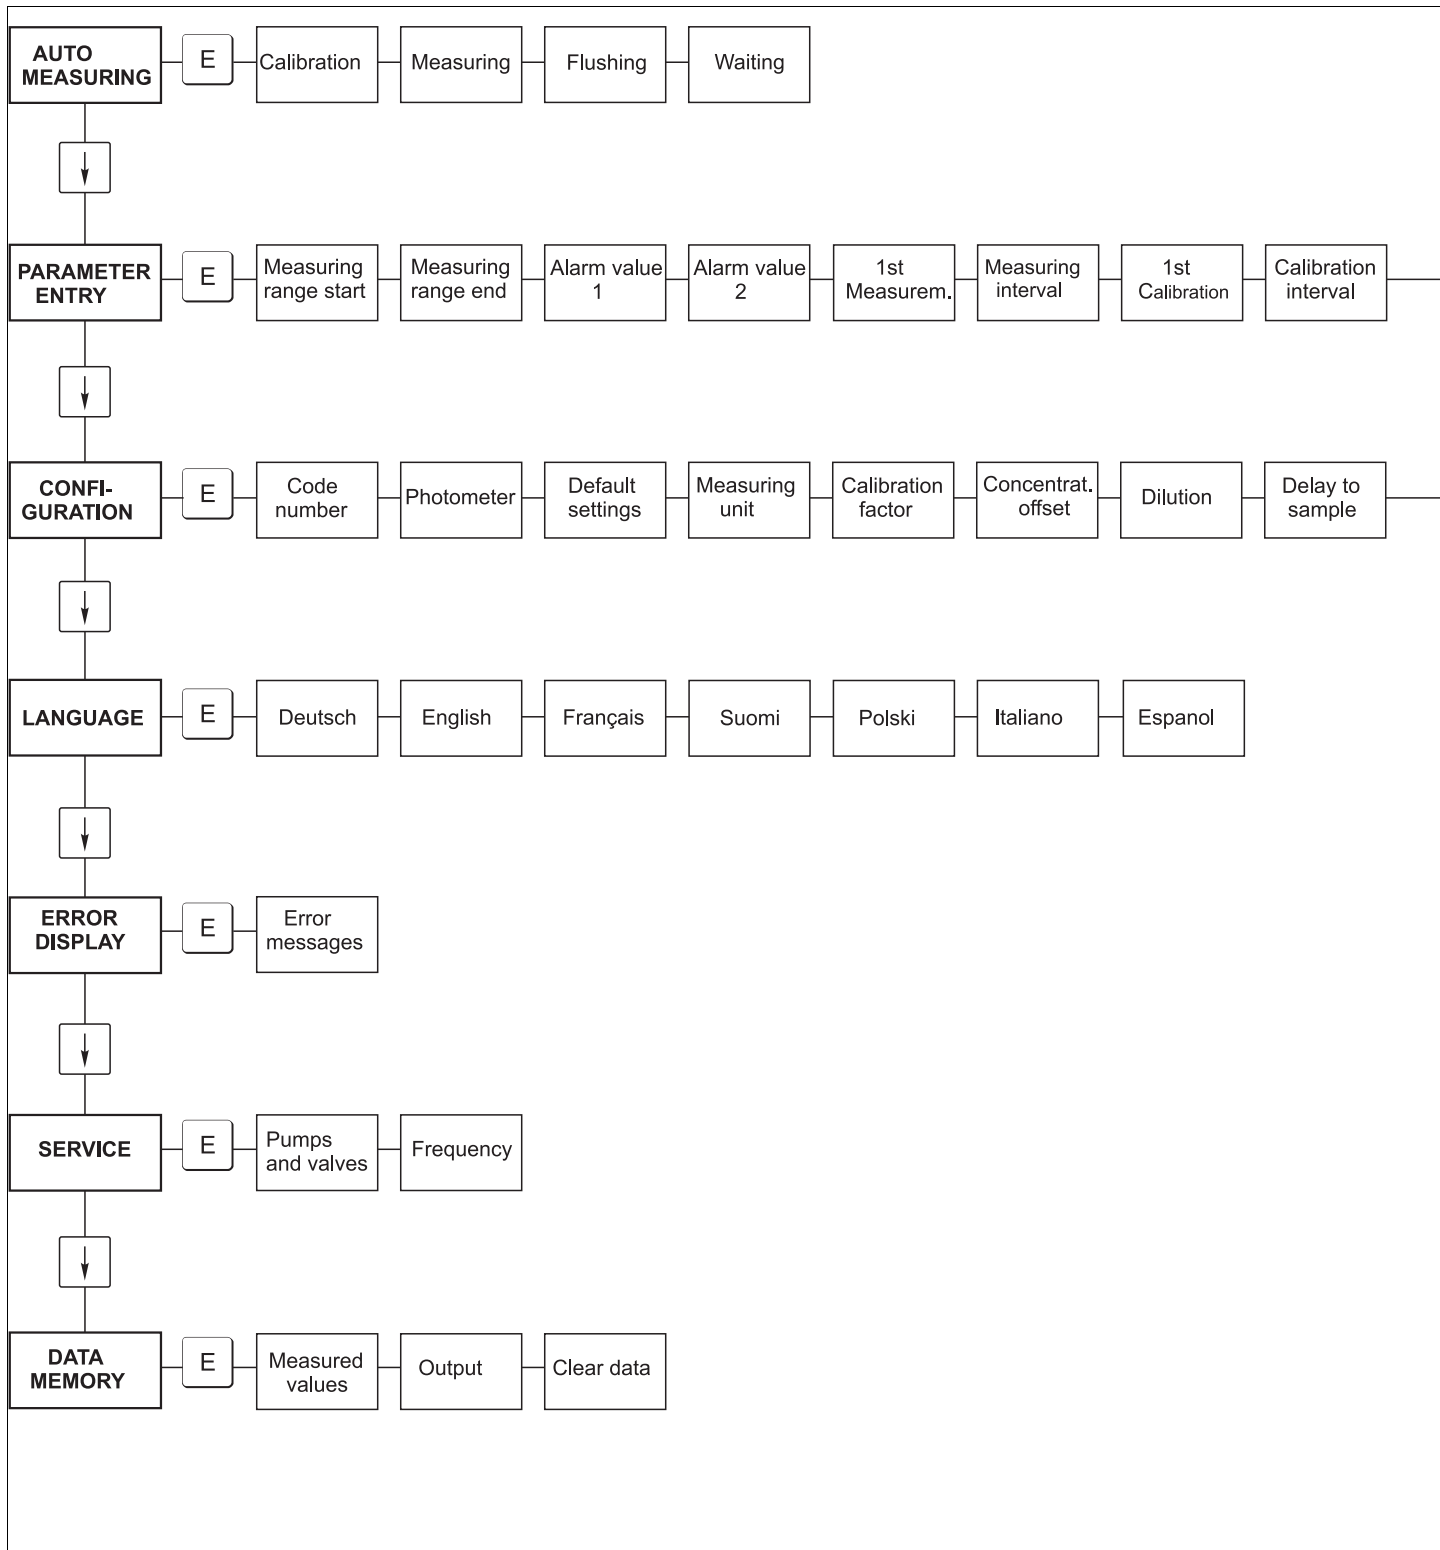 AUTO
MEASURING
E
Calibration
Measuring
Flushing
Waiting
PARAMETER
ENTRY
E
Measuring
range start
Measuring
range end
Alarm value
1
Alarm value
2
1st
Measurem.
Measuring
interval
1st
Calibration
Calibration
interval
CONFI-
GURATION
E
Code
number
Photometer
Default
settings
Measuring
unit
Calibration
factor
Concentrat.
offset
Dilution
Delay to
sample
LANGUAGE
E
Deutsch
English
Français
Suomi
Polski
Italiano
Espanol
ERROR
DISPLAY
E
Error
messages
SERVICE
E
Pumps
and valves
Frequency
DATA
MEMORY
E
Measured
values
Output
Clear data